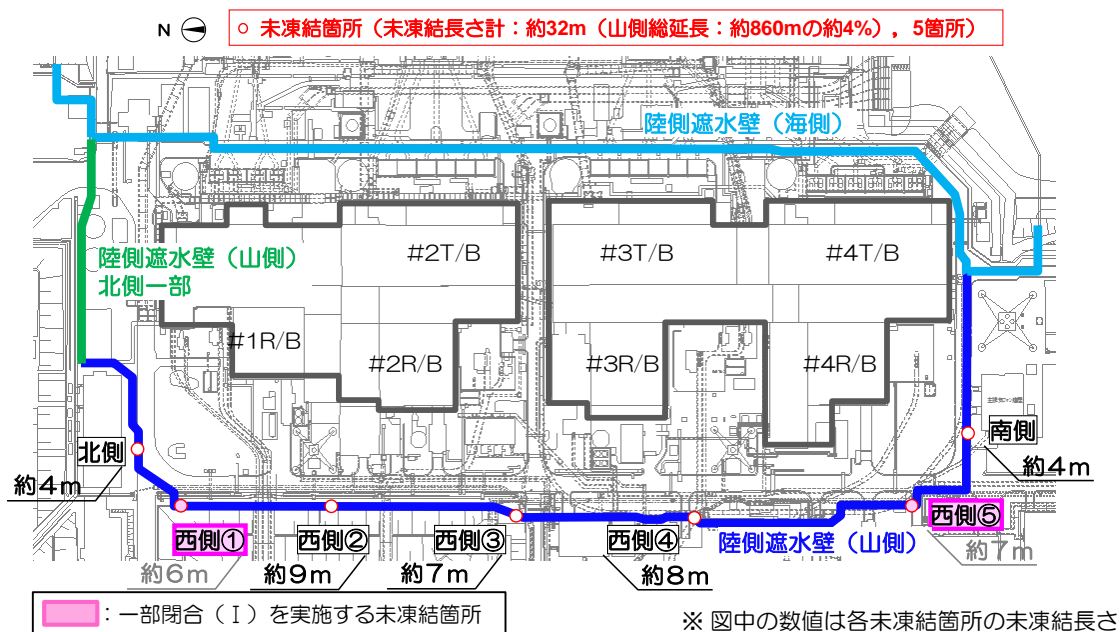 N
○ 未凍結箇所（未凍結長さ計：約32m（山側総延長：約860mの約4%），5箇所）
陸側遮水壁（海側）
陸側遮水壁（山側）
北側一部
#2T/B
#3T/B
#4T/B
#1R/B
#2R/B
#3R/B
#4R/B
北側
南側
約4m
約4m
西側①
西側②
西側③
西側④
西側⑤
陸側遮水壁（山側）
約6m
約9m
約7m
約8m
約7m
：一部閉合（Ⅰ）を実施する未凍結箇所
※ 図中の数値は各未凍結箇所の未凍結長さ